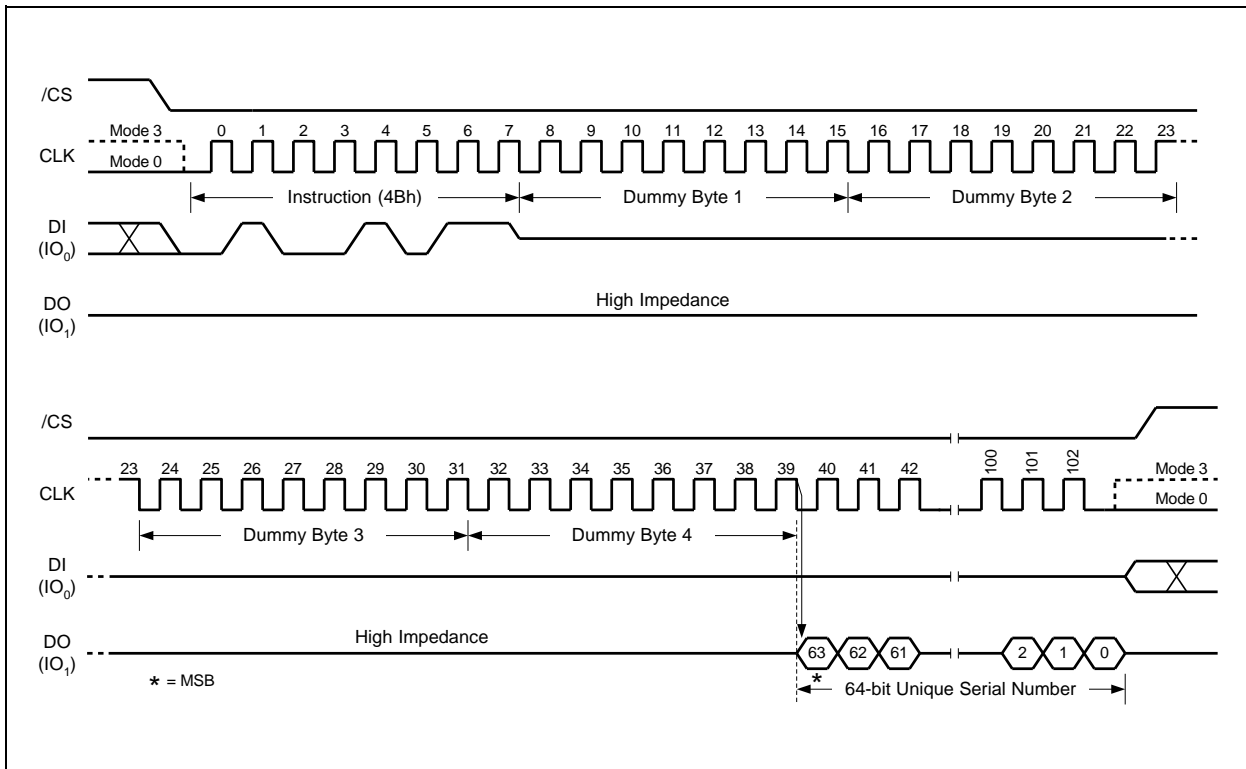 /CS
Mode 3
0 1 2 3 4 5 6 7 8 9 10 11 12 13 14 15 16 17 18 19 20 21 22 23
CLK
Mode 0
Instruction (4Bh) Dummy Byte 1 Dummy Byte 2
DI
(IO0)
High Impedance
DO
(IO1)
/CS
23 24 25 26 27 28 29 30 31 32 33 34 35 36 37 38 39 40 41 42 100 101 102
Mode 3
CLK
Mode 0
Dummy Byte 3 Dummy Byte 4
DI
(IO0)
High Impedance
DO
(IO1)
63 62 61 2 1 0
* = MSB
*
64-bit Unique Serial Number